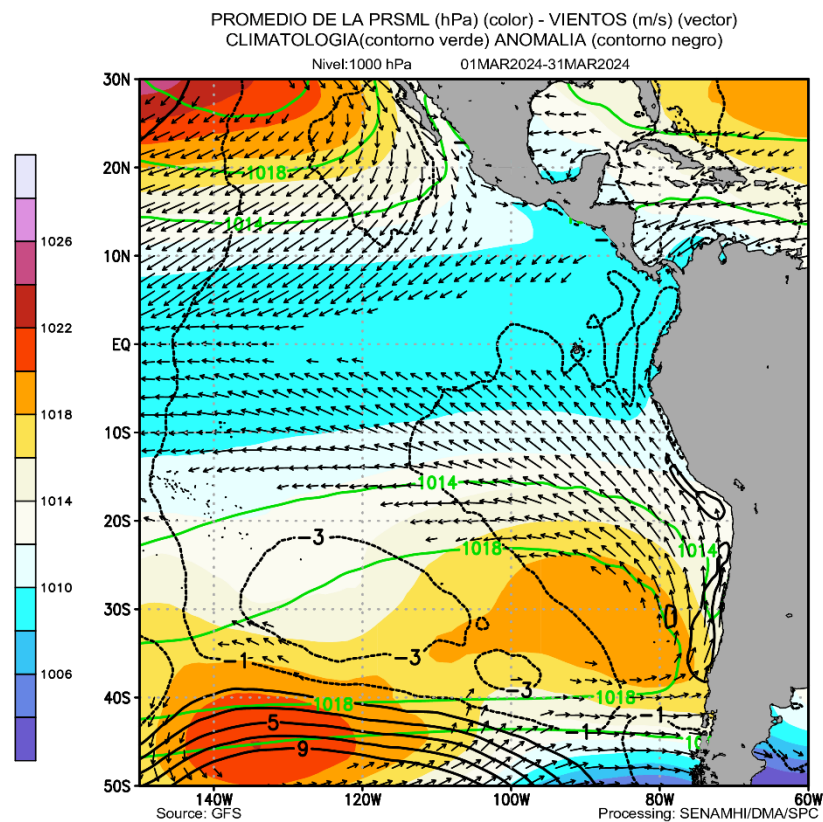 PROMEDIO DE LA PRSML (hPa) (color) - VIENTOS (m/s) (vector)
CLIMATOLOGIA(contorno verde) ANOMALIA (contorno negro)
Nivel:1000 hPa 01MAR2024-31MAR2024
30N
20N
10N
EQ
10S
20S
30S
40S
50S
1026
1022
1018
1014
1010
1006
1018
1014
1014
1018
1014
-3
-1
-3
-3
1018
1018
-1
-1
5
9
140W 120W 100W 80W 60W
Source: GFS Processing: SENAMHI/DMA/SPC